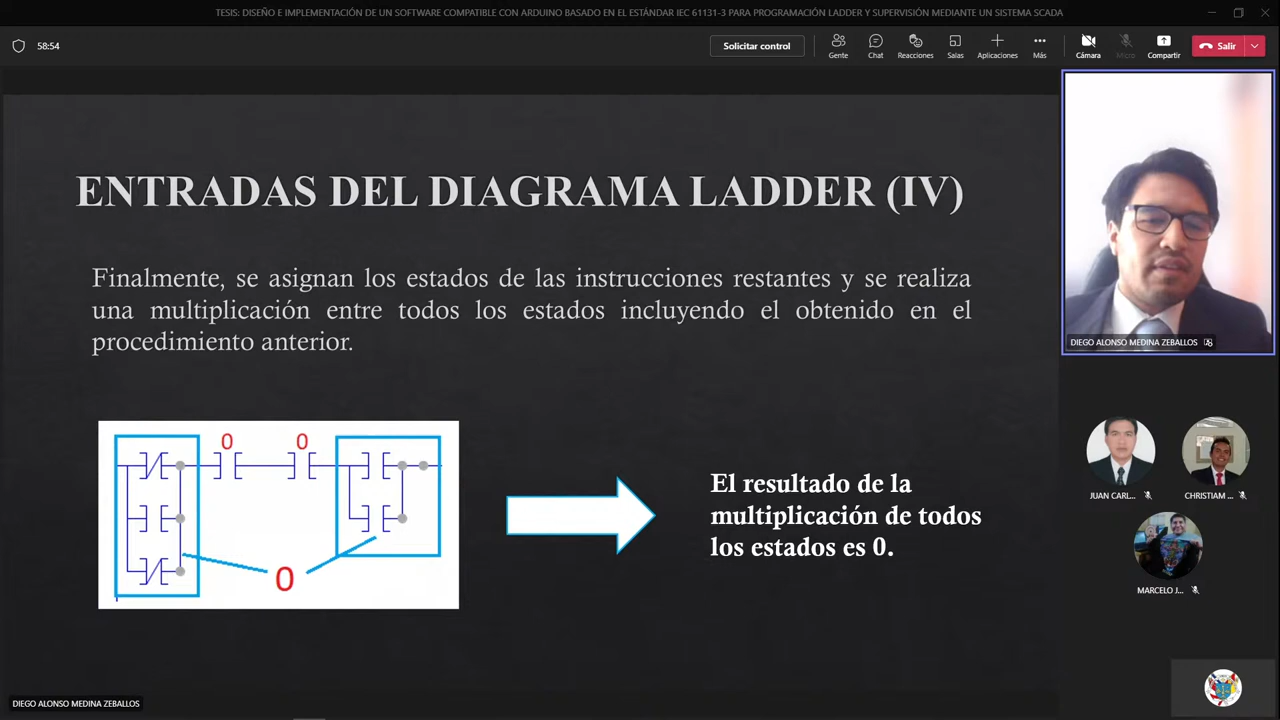 TESIS: DISEÑO E IMPLEMENTACIÓN DE UN SOFTWARE COMPATIBLE CON ARDUINO BASADO EN EL ESTÁNDAR IEC 61131-3 PARA PROGRAMACIÓN LADDER Y SUPERVISIÓN MEDIANTE UN SISTEMA SCADA
58:54
Solicitar control
Gente
Chat
Reacciones
Salas
Aplicaciones
Más
Cámara
Micro
Compartir
Salir
ENTRADAS DEL DIAGRAMA LADDER (IV)
Finalmente, se asignan los estados de las instrucciones restantes y se realiza
una multiplicación entre todos los estados incluyendo el obtenido en el
procedimiento anterior.
0
0
0
El resultado de la
multiplicación de todos
los estados es 0.
DIEGO ALONSO MEDINA ZEBALLOS
JUAN CARL...
CHRISTIAM ...
MARCELO J...
DIEGO ALONSO MEDINA ZEBALLOS